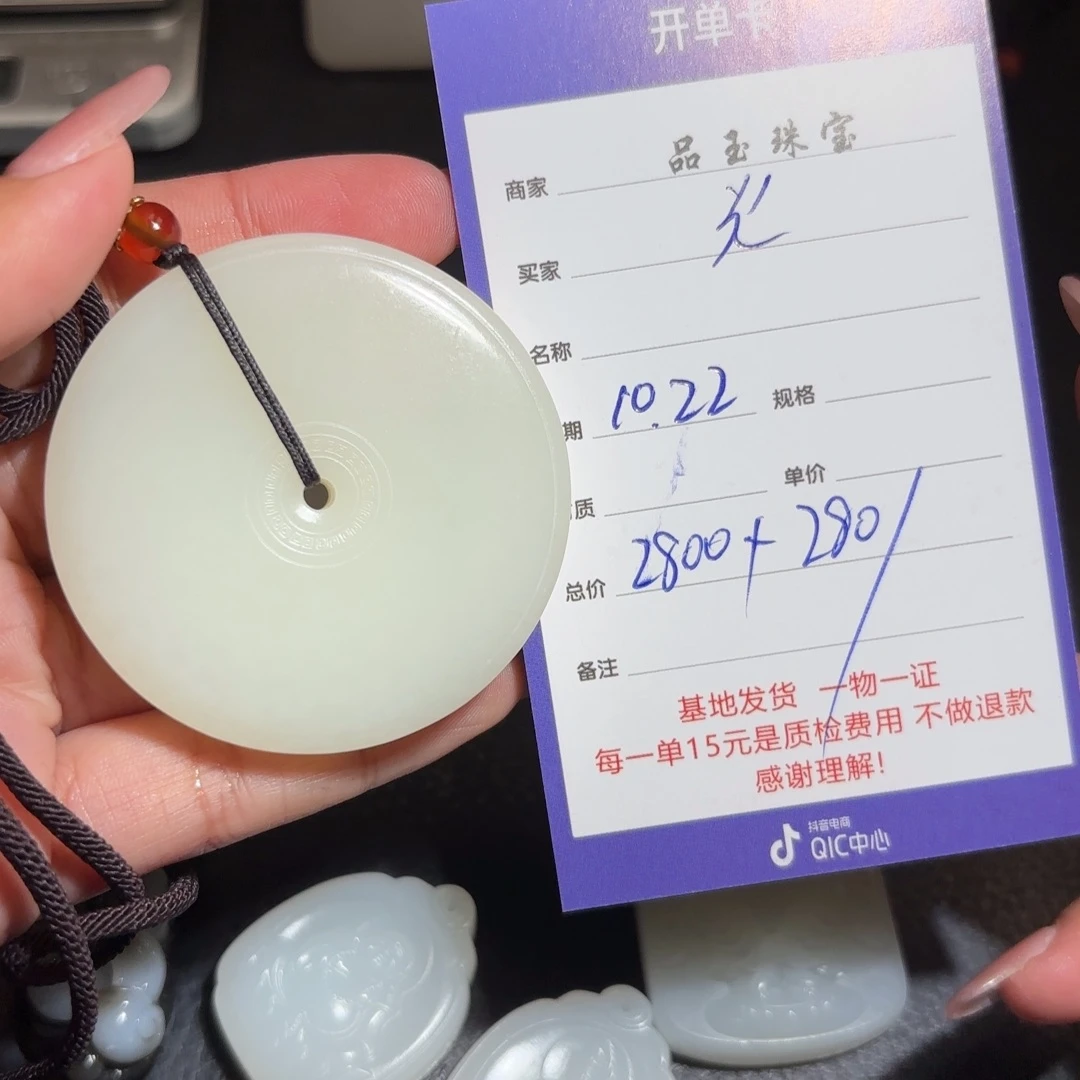 开单卡
商家 品玉珠宝
买家
名称
期 10.22 规格
质 单价
总价 2800+280
备注
基地发货 一物一证
每一单15元是质检费用 不做退款
感谢理解!
抖音电商
QIC中心